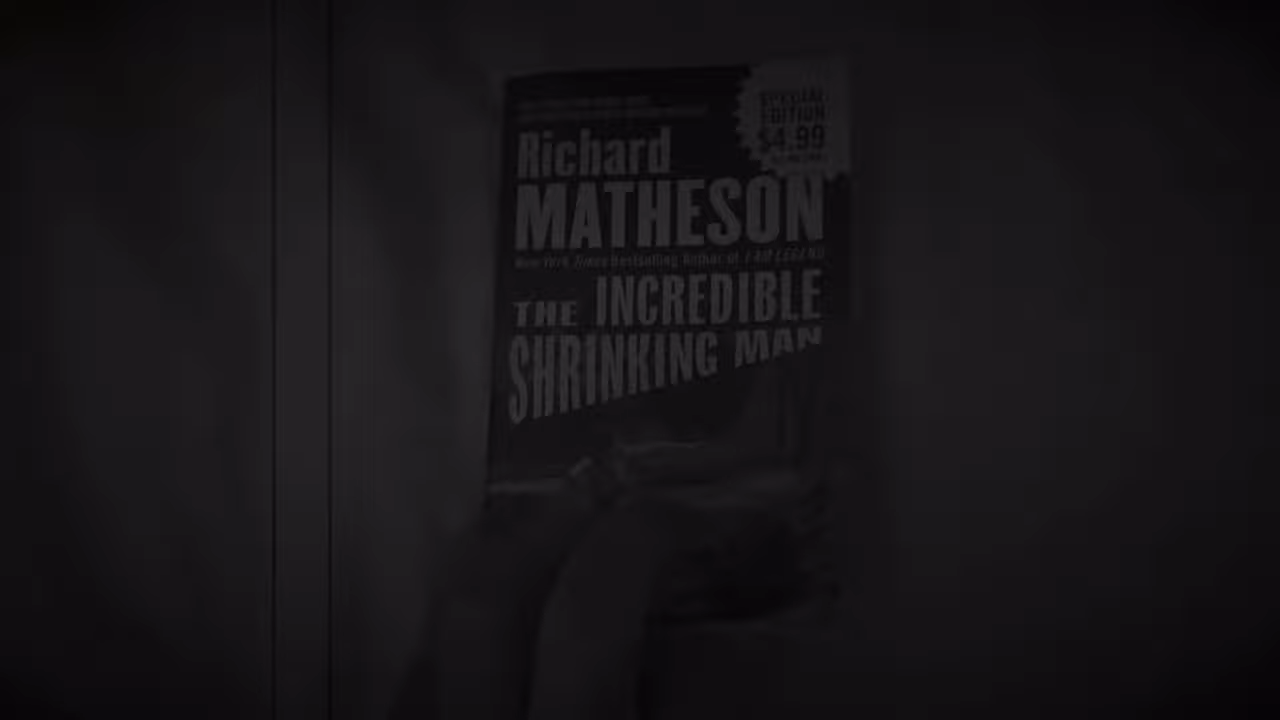 SPECIAL
EDITION
$4.99
Richard
MATHESON
New York Times Bestselling Author of I AM LEGEND
THE INCREDIBLE
SHRINKING MAN